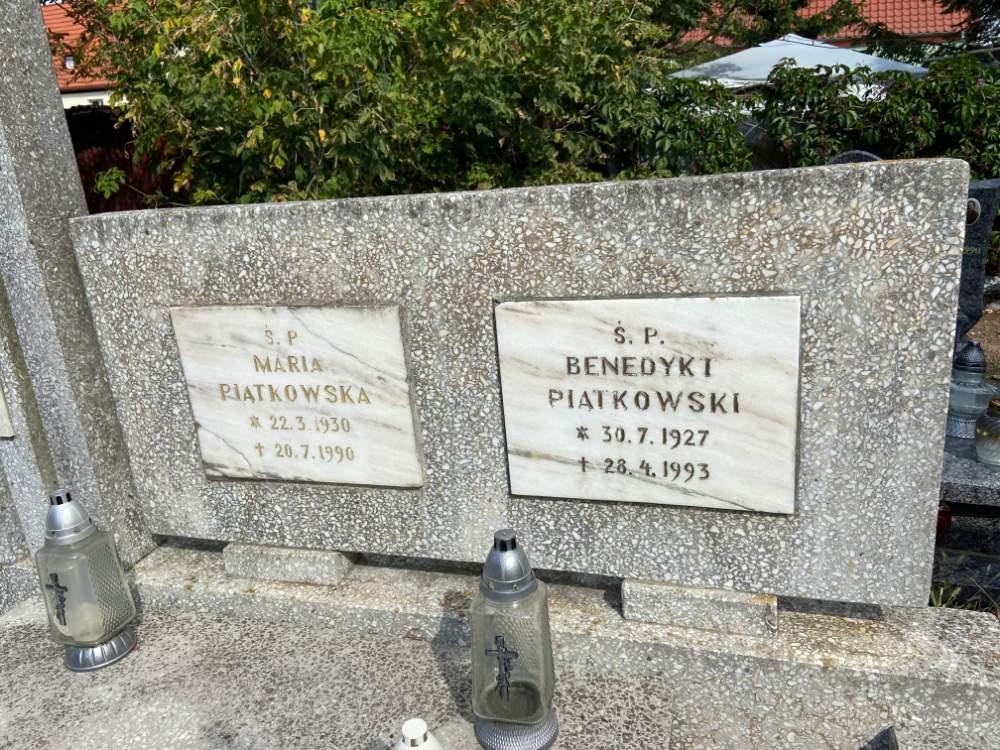 Ś. P.
MARIA
PIĄTKOWSKA
* 22.3.1930
† 20.7.1990
Ś. P.
BENEDYKT
PIĄTKOWSKI
* 30.7.1927
† 28.4.1993